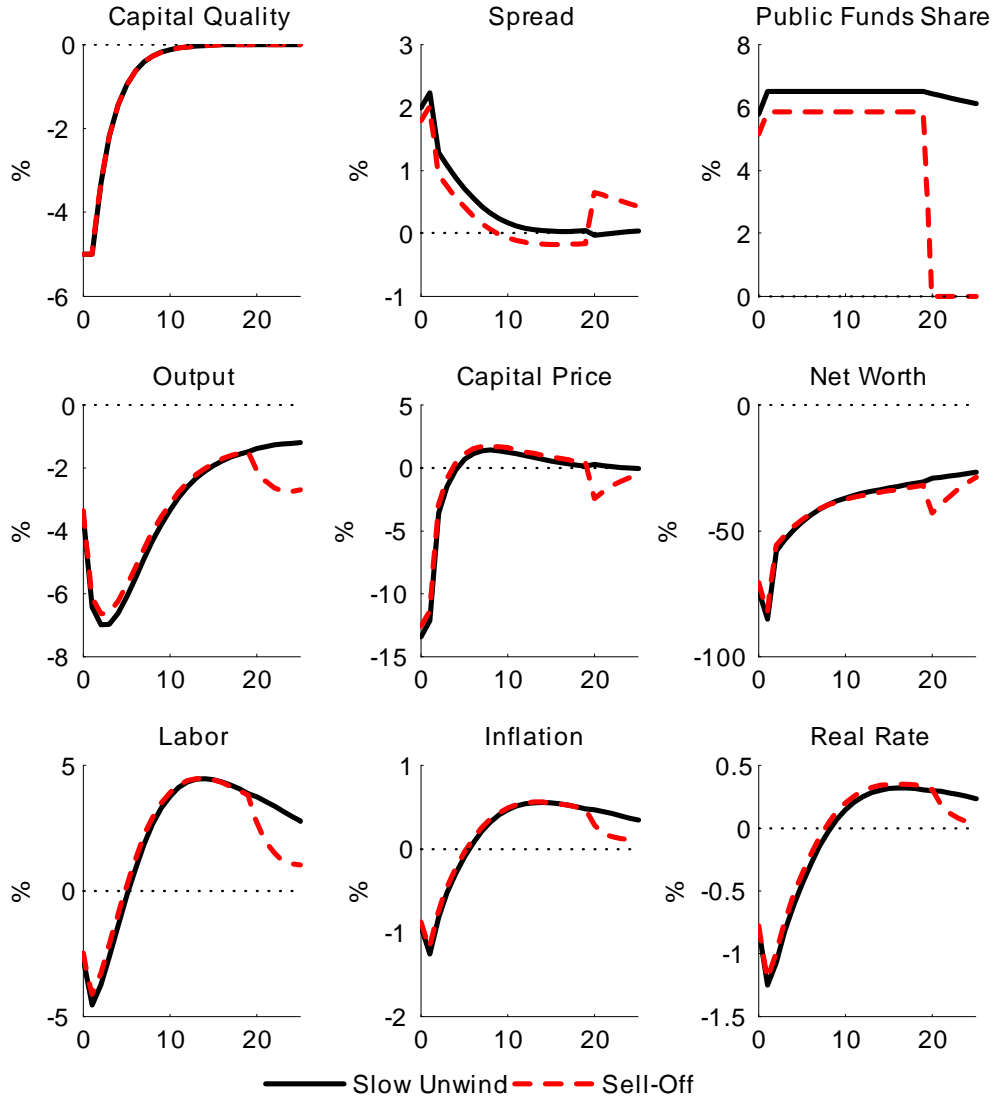 Capital Quality Spread Public Funds Share
0 3 8
-2 2 6
% -4 % 1 % 4
0 2
-6 -1 0
0 10 20 0 10 20 0 10 20
Output Capital Price Net Worth
0 5 0
-2 0
% -4 % -5 % -50
-6 -10
-8 -15 -100
0 10 20 0 10 20 0 10 20
Labor Inflation Real Rate
5 1 0.5
0
% 0 % 0 % -0.5
-1 -1
-5 -2 -1.5
0 10 20 0 10 20 0 10 20
Slow Unwind Sell-Off